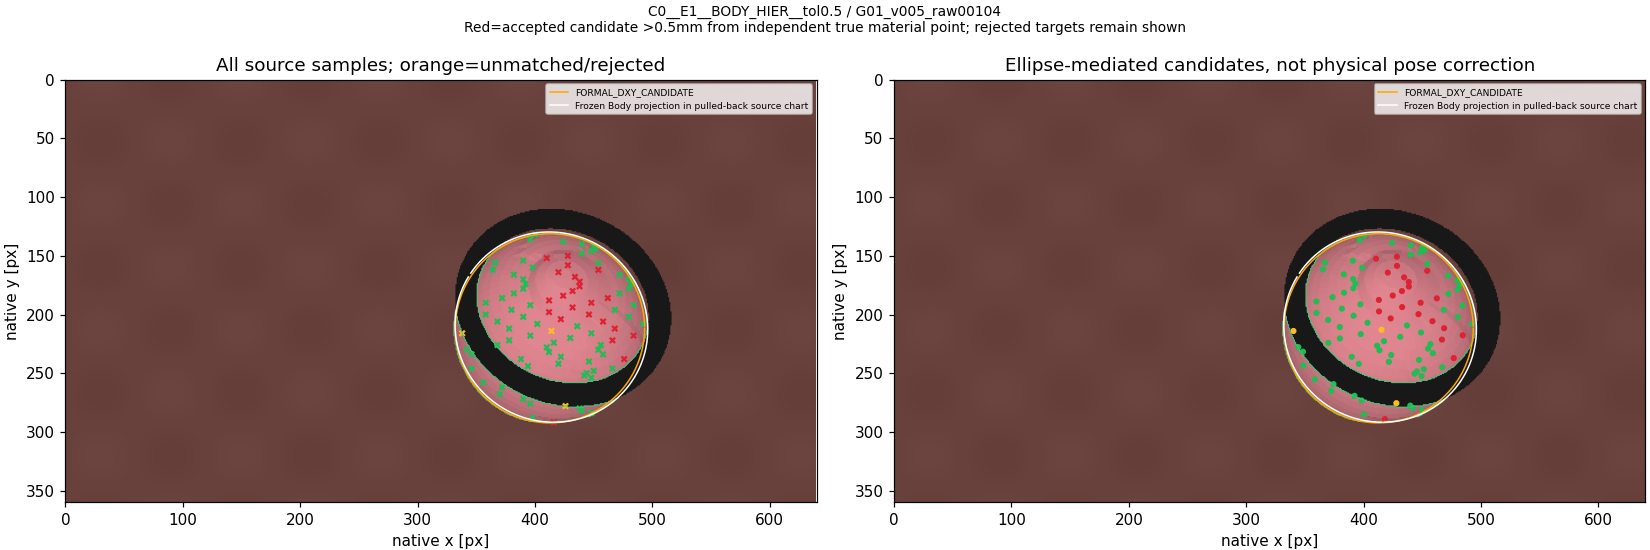 C0__E1__BODY_HIER__tol0.5 / G01_v005_raw00104
Red=accepted candidate >0.5mm from independent true material point; rejected targets remain shown
All source samples; orange=unmatched/rejected
FORMAL_DXY_CANDIDATE
Frozen Body projection in pulled-back source chart
0
50
100
150
200
250
300
350
native y [px]
0 100 200 300 400 500 600
native x [px]
Ellipse-mediated candidates, not physical pose correction
FORMAL_DXY_CANDIDATE
Frozen Body projection in pulled-back source chart
0
50
100
150
200
250
300
350
native y [px]
0 100 200 300 400 500 600
native x [px]